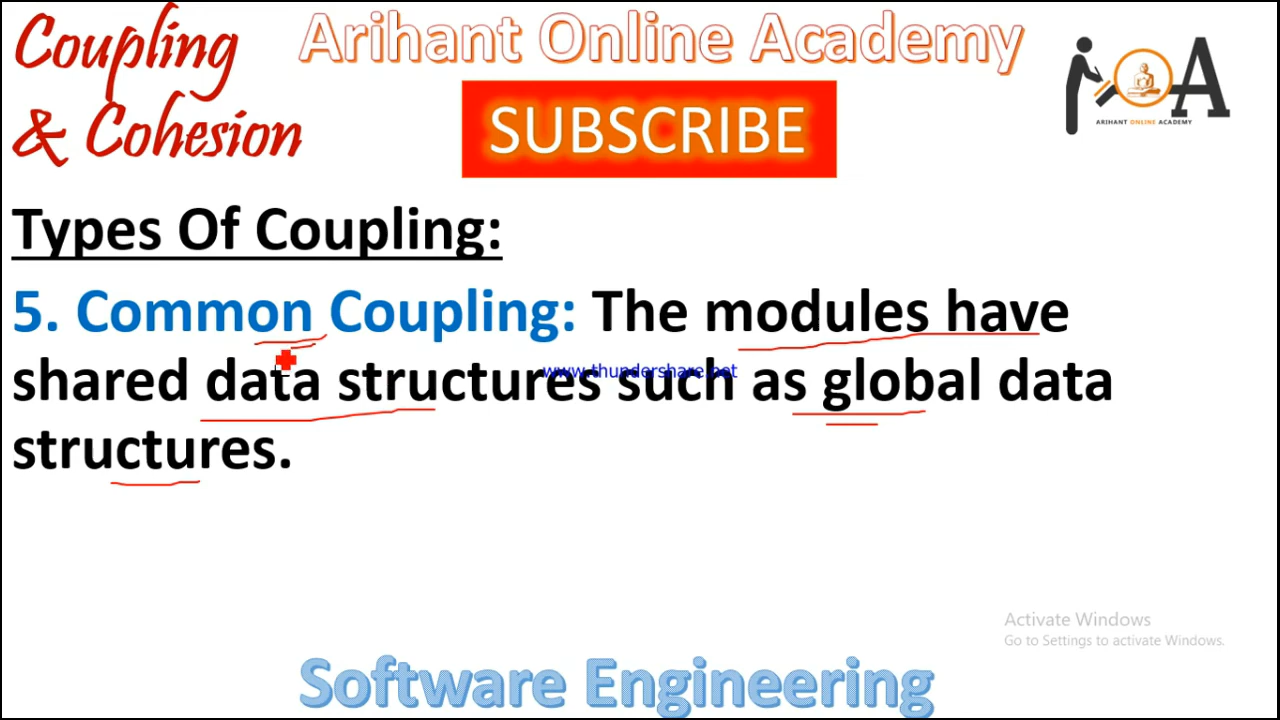 Coupling
& Cohesion
Arihant Online Academy
SUBSCRIBE
A
ARIHANT ONLINE ACADEMY
Types Of Coupling:
5. Common Coupling: The modules have
shared data structures such as global data
www.thundershare.net
structures.
Activate Windows
Go to Settings to activate Windows.
Software Engineering